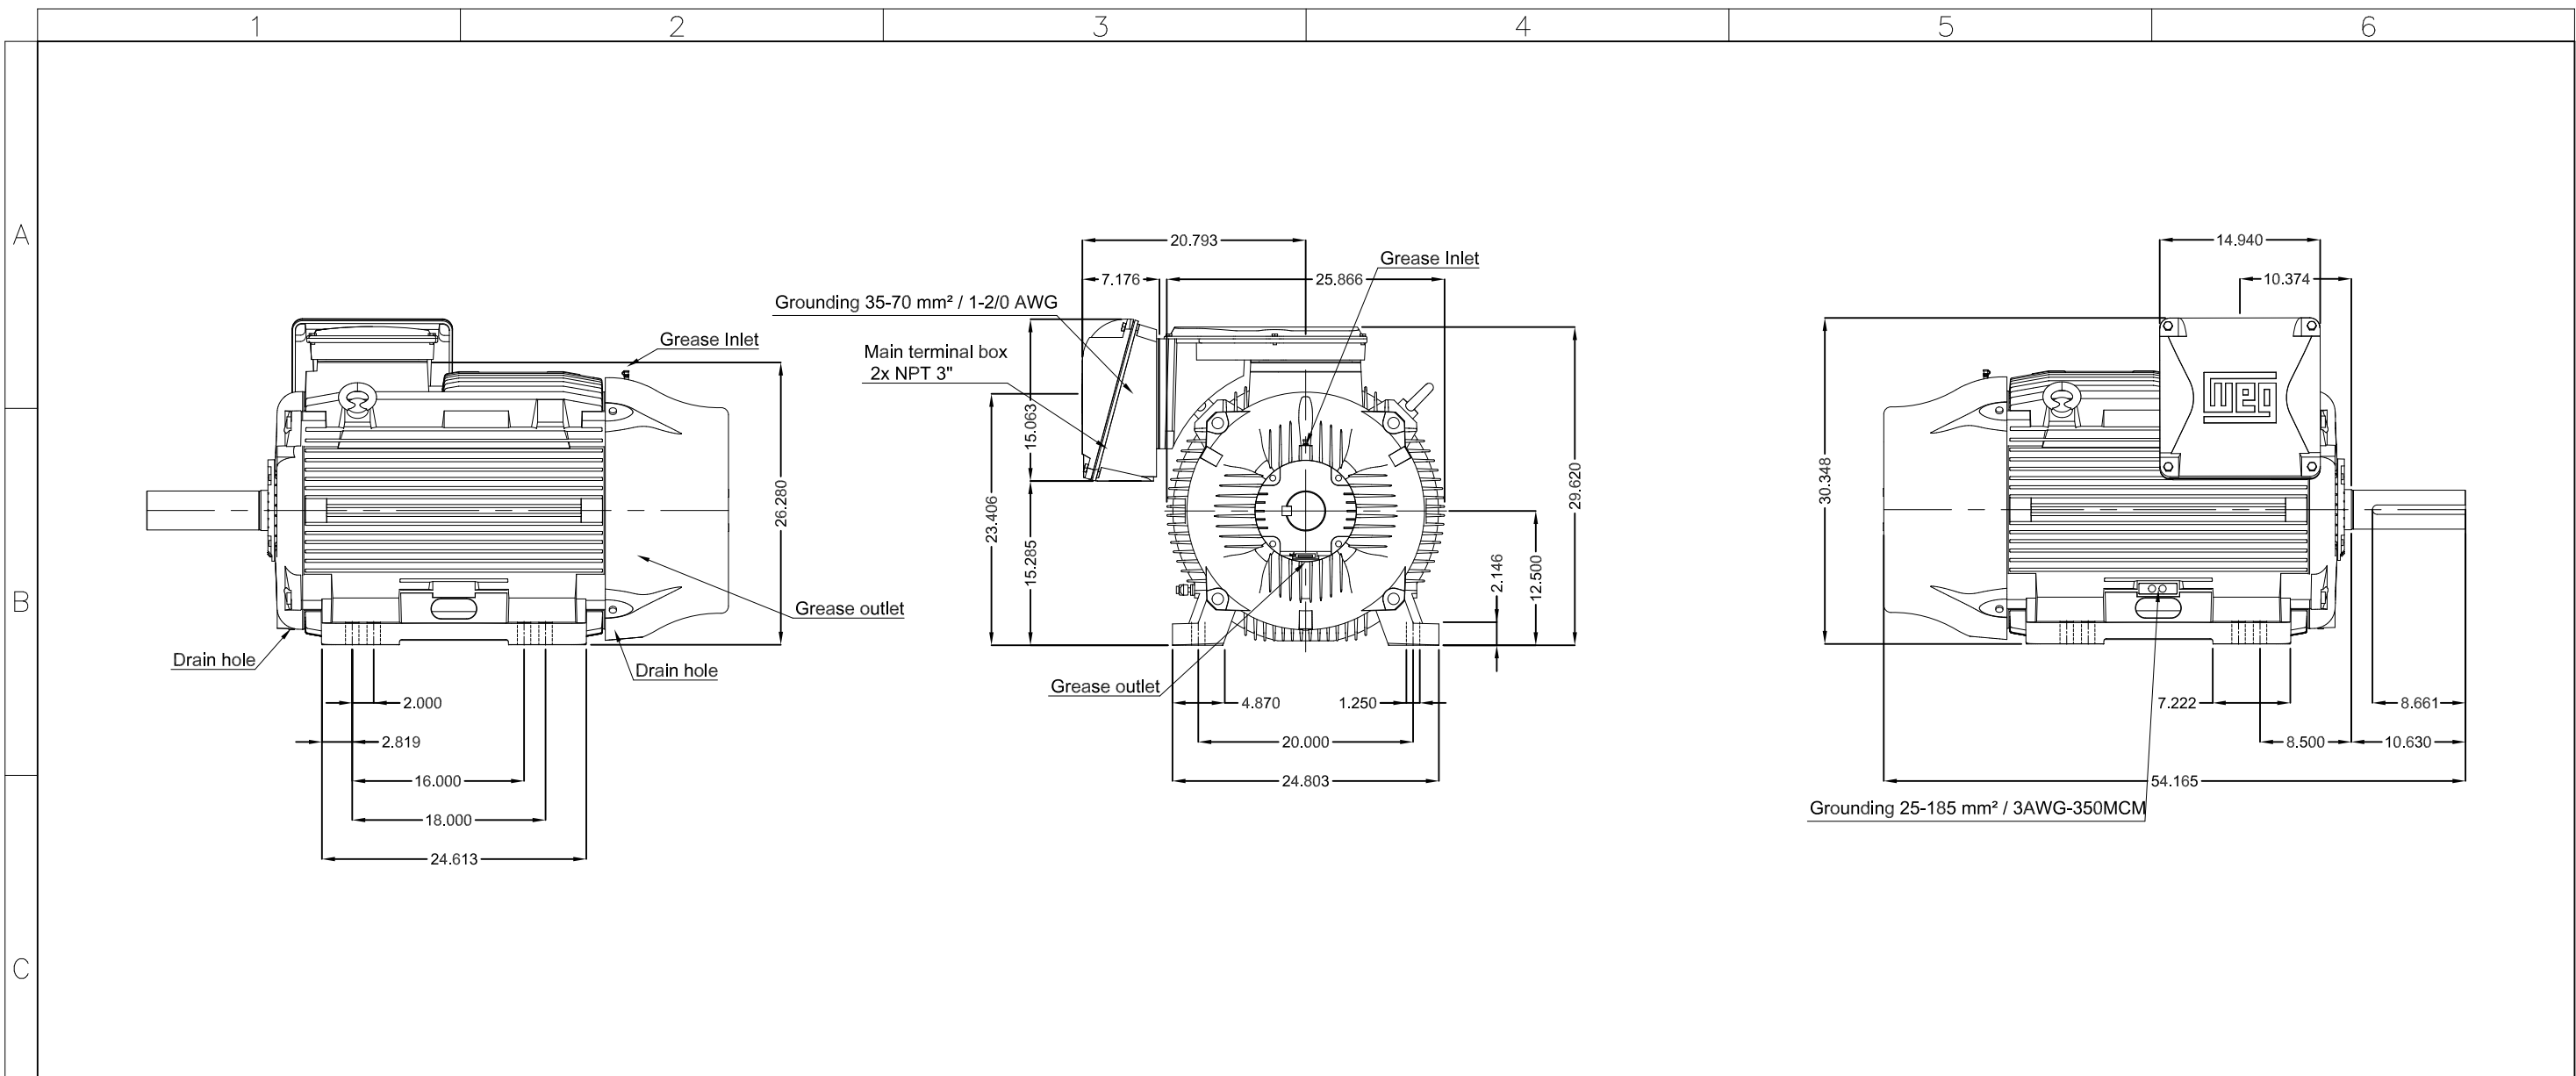 1 2 3 4 5 6
A
B
C
Grease Inlet
26.280
Grease outlet
Drain hole
Drain hole
2.000
2.819
16.000
18.000
24.613
20.793
Grease Inlet
7.176
25.866
Grounding 35-70 mm² / 1-2/0 AWG
Main terminal box
2x NPT 3"
15.063
23.406
15.285
29.620
2.146
12.500
Grease outlet
4.870
1.250
20.000
24.803
14.940
10.374
30.348
weg
7.222
8.661
8.500
10.630
54.165
Grounding 25-185 mm² / 3AWG-350MCM